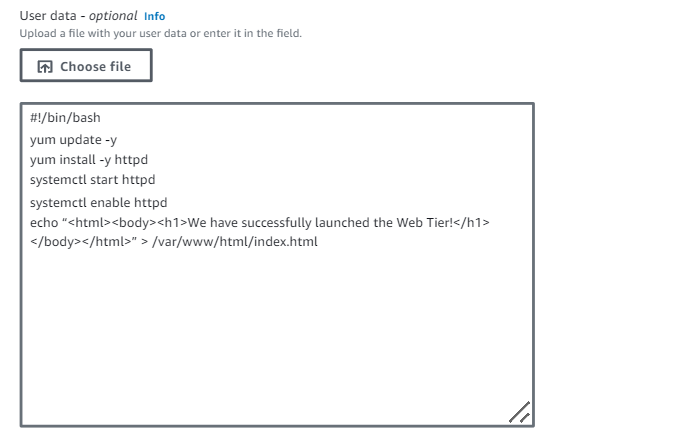 User data - optional Info
Upload a file with your user data or enter it in the field.
Choose file
#!/bin/bash
yum update -y
yum install -y httpd
systemctl start httpd
systemctl enable httpd
echo “<html><body><h1>We have successfully launched the Web Tier!</h1>
</body></html>” > /var/www/html/index.html